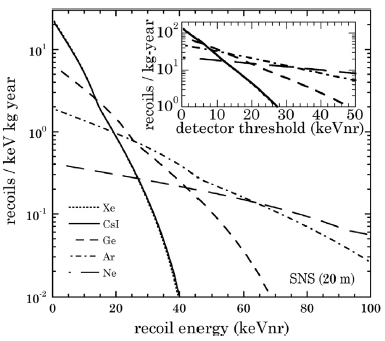 recoils / keV kg year
10¹
10⁰
10⁻¹
10⁻²
0 20 40 60 80 100
recoil energy (keVnr)
Xe
CsI
Ge
Ar
Ne
SNS (20 m)
recoils / kg-year
10²
10¹
10⁰
0 10 20 30 40 50
detector threshold (keVnr)